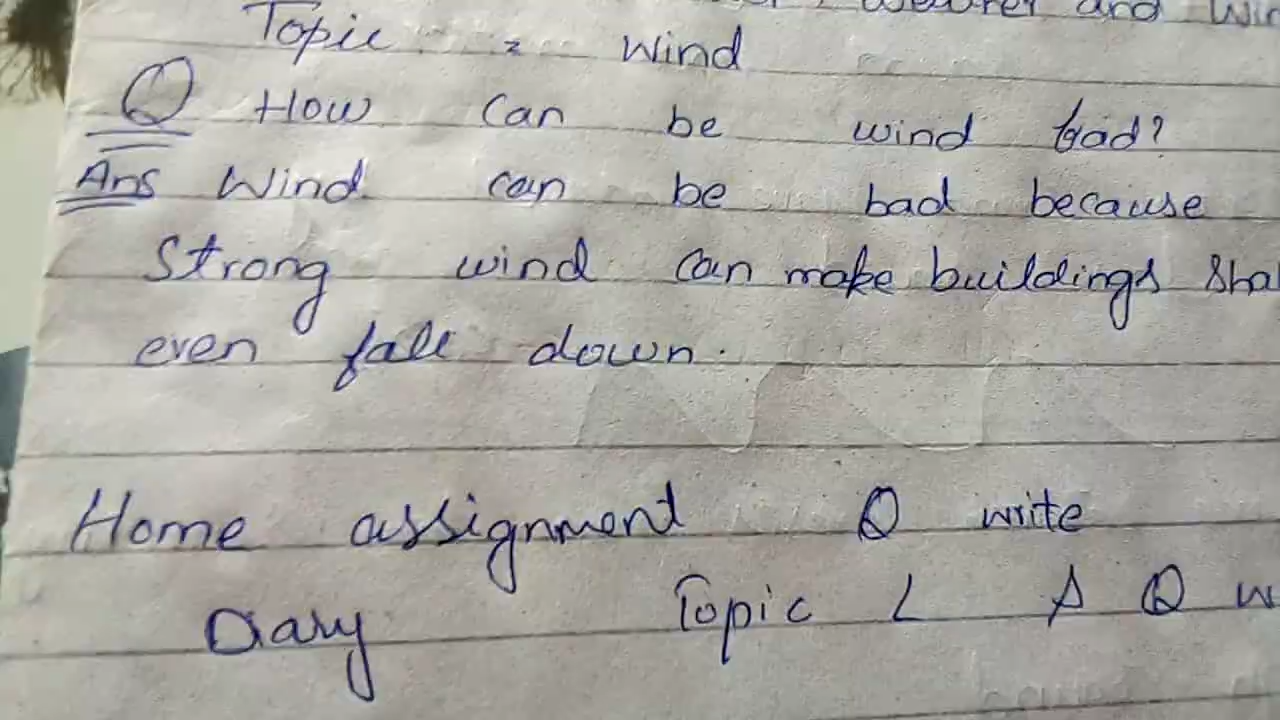 and
Topic = Wind
Q How can be wind bad?
Ans Wind can be bad because
Strong wind can make buildings
even fall down.
Home assignment Q write
Diary Topic L A Q